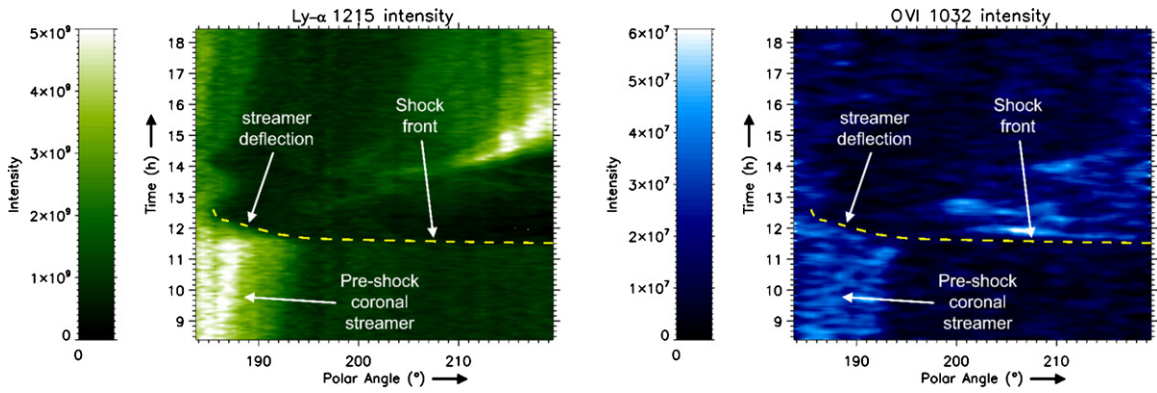 Ly-α 1215 intensity
5×10⁹
4×10⁹
3×10⁹
2×10⁹
1×10⁹
0
0
Intensity
Time (h)
18
17
16
15
14
13
12
11
10
9
streamer
deflection
Shock
front
Pre-shock
coronal
streamer
190
200
210
Polar Angle (°)
OVI 1032 intensity
6×10⁷
5×10⁷
4×10⁷
3×10⁷
2×10⁷
1×10⁷
0
0
Intensity
Time (h)
18
17
16
15
14
13
12
11
10
9
streamer
deflection
Shock
front
Pre-shock
coronal
streamer
190
200
210
Polar Angle (°)